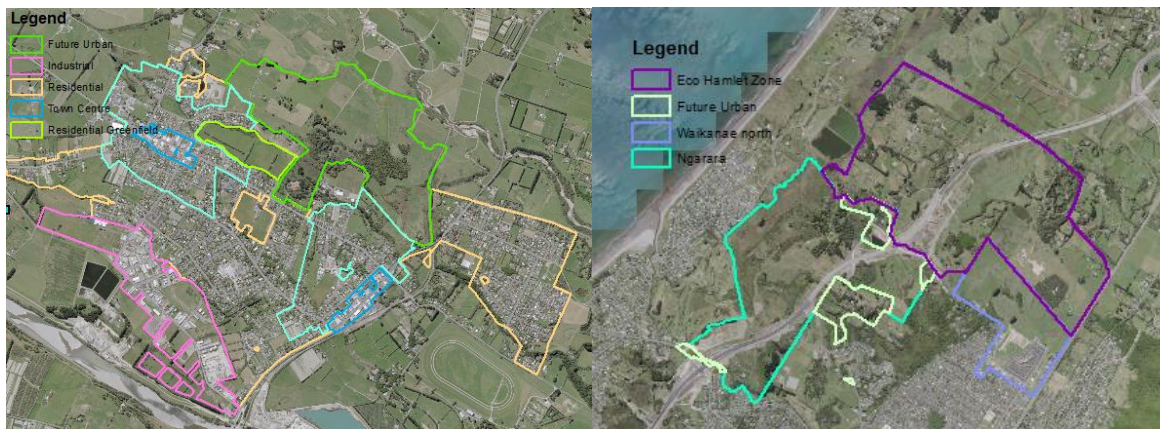 Legend
Future Urban
Industrial
Residential
Town Centre
Residential Greenfield
Legend
Eco Hamlet Zone
Future Urban
Waikanae north
Ngarara